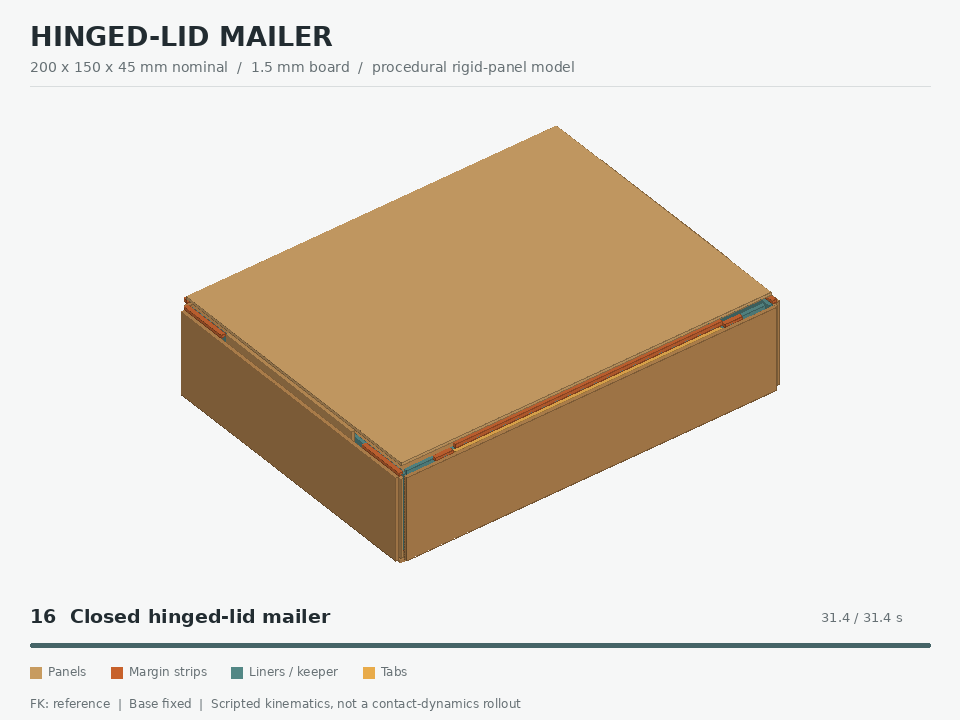 HINGED-LID MAILER
200 x 150 x 45 mm nominal  /  1.5 mm board  /  procedural rigid-panel model
16  Closed hinged-lid mailer
31.4 / 31.4 s
Panels
Margin strips
Liners / keeper
Tabs
FK: reference  |  Base fixed  |  Scripted kinematics, not a contact-dynamics rollout